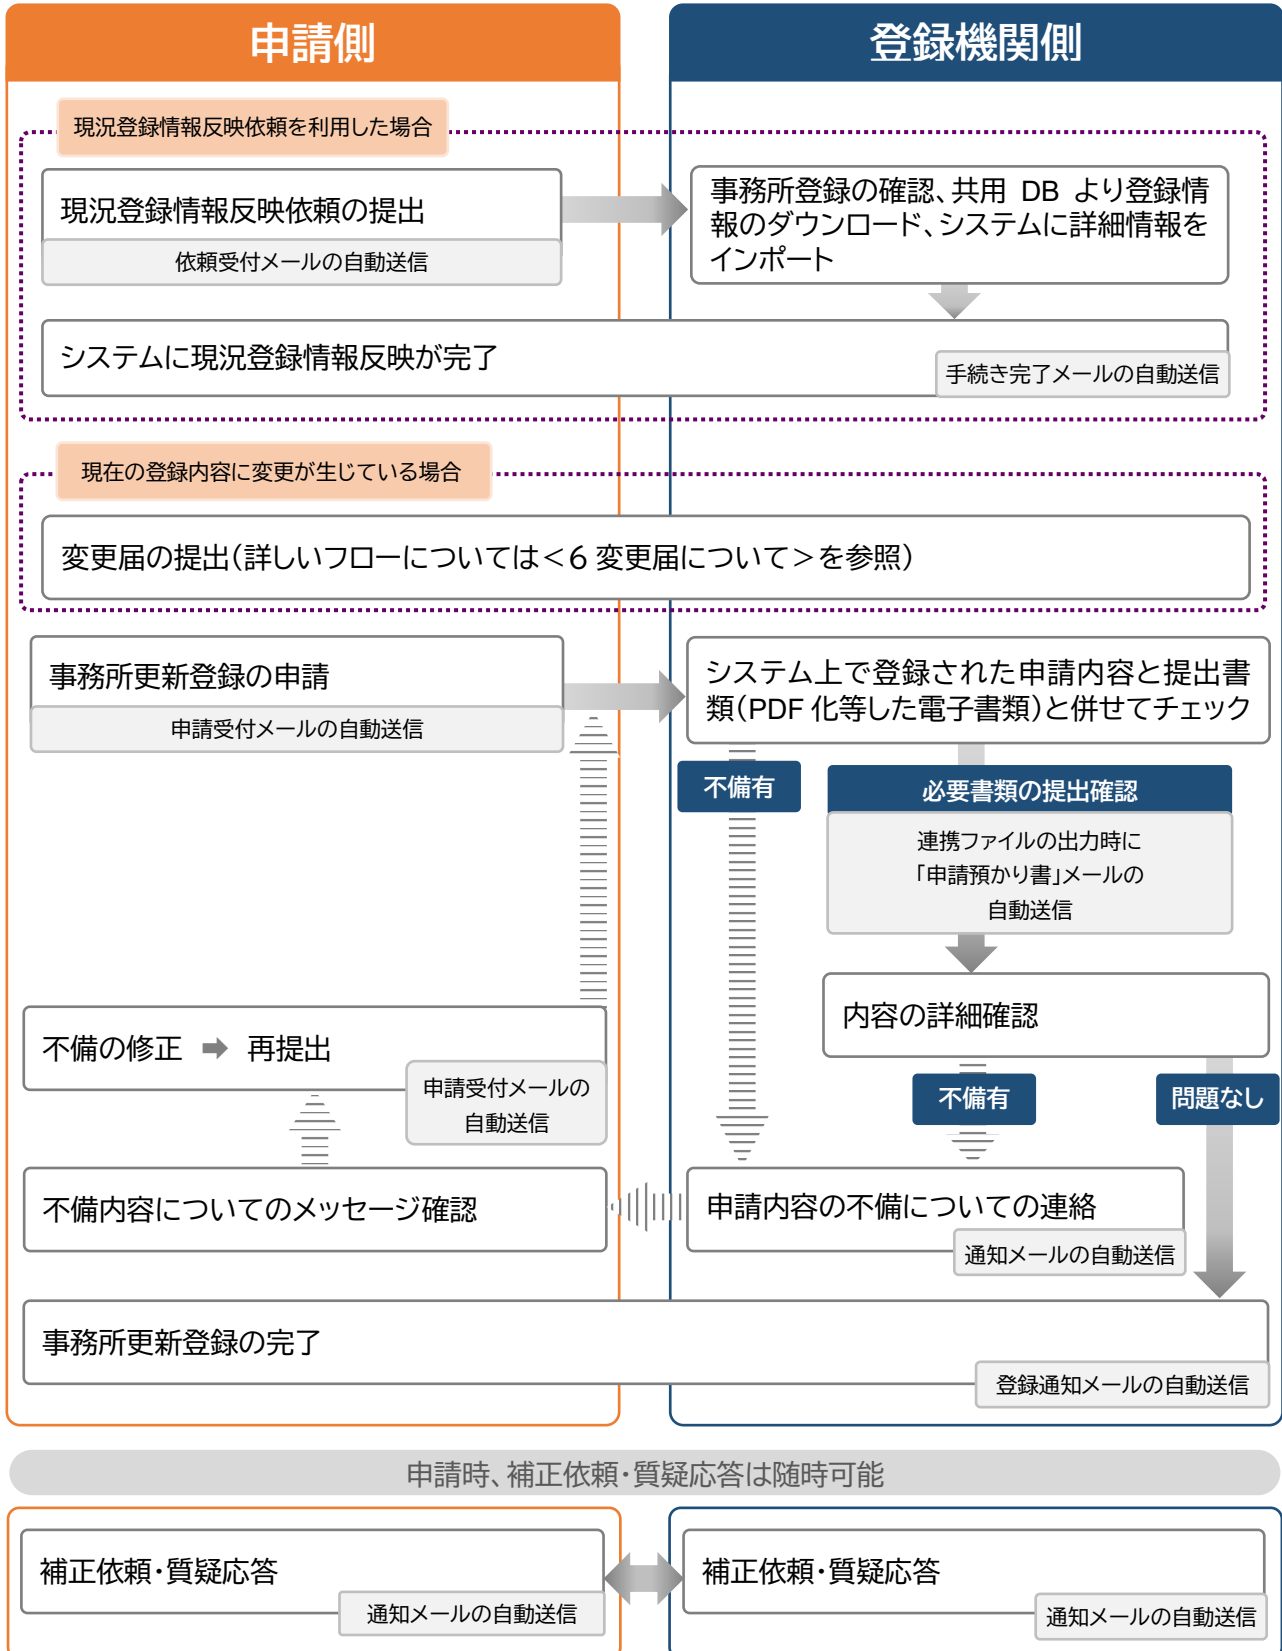 申請側
登録機関側
現況登録情報反映依頼を利用した場合
現況登録情報反映依頼の提出
依頼受付メールの自動送信
事務所登録の確認、共用 DB より登録情
報のダウンロード、システムに詳細情報を
インポート
システムに現況登録情報反映が完了
手続き完了メールの自動送信
現在の登録内容に変更が生じている場合
変更届の提出（詳しいフローについては＜6 変更届について＞を参照）
事務所更新登録の申請
申請受付メールの自動送信
システム上で登録された申請内容と提出書
類（PDF 化等した電子書類）と併せてチェック
不備有
必要書類の提出確認
連携ファイルの出力時に
「申請預かり書」メールの
自動送信
内容の詳細確認
不備の修正 ➡ 再提出
申請受付メールの
自動送信
不備有
問題なし
不備内容についてのメッセージ確認
申請内容の不備についての連絡
通知メールの自動送信
事務所更新登録の完了
登録通知メールの自動送信
申請時、補正依頼・質疑応答は随時可能
補正依頼・質疑応答
通知メールの自動送信
補正依頼・質疑応答
通知メールの自動送信